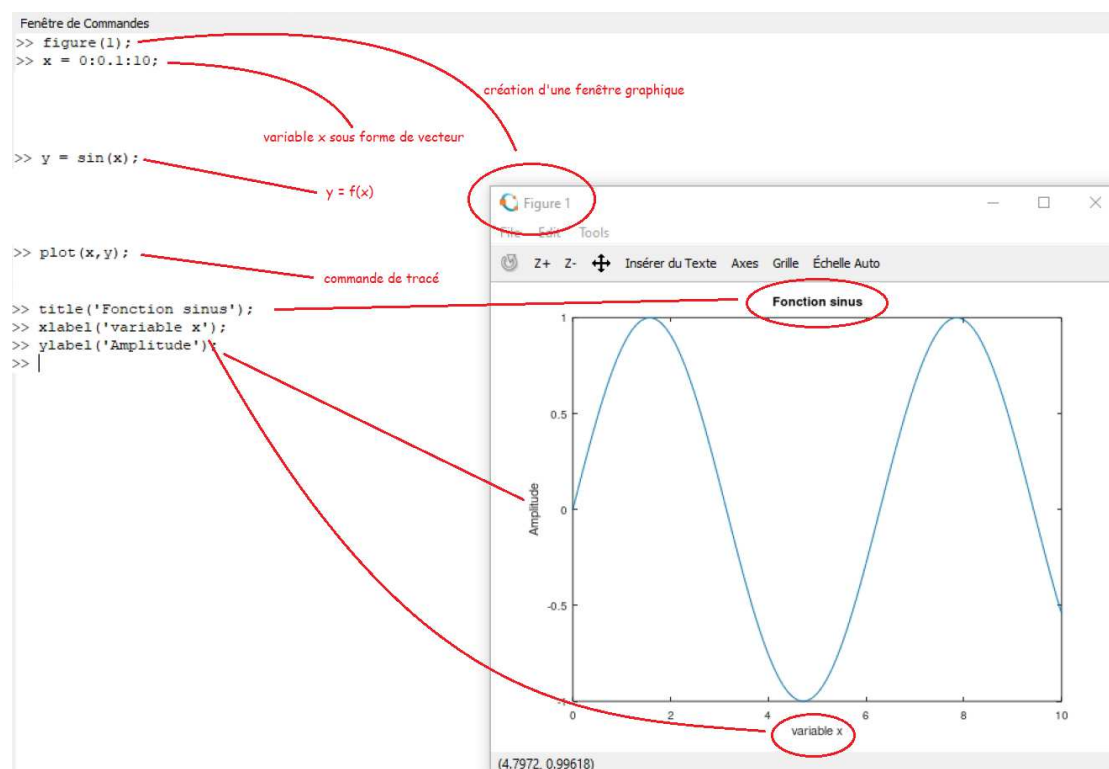 Fenêtre de Commandes
>> figure(1);
>> x = 0:0.1:10;
création d'une fenêtre graphique
variable x sous forme de vecteur
>> y = sin(x);
y = f(x)
Figure 1
File Edit Tools
>> plot(x,y);
Z+ Z- Insérer du Texte Axes Grille Échelle Auto
commande de tracé
>> title('Fonction sinus');
>> xlabel('variable x');
>> ylabel('Amplitude');
>>
Fonction sinus
1
0.5
Amplitude
0
-0.5
-1
0 2 4 6 8 10
variable x
(4.7972, 0.99618)